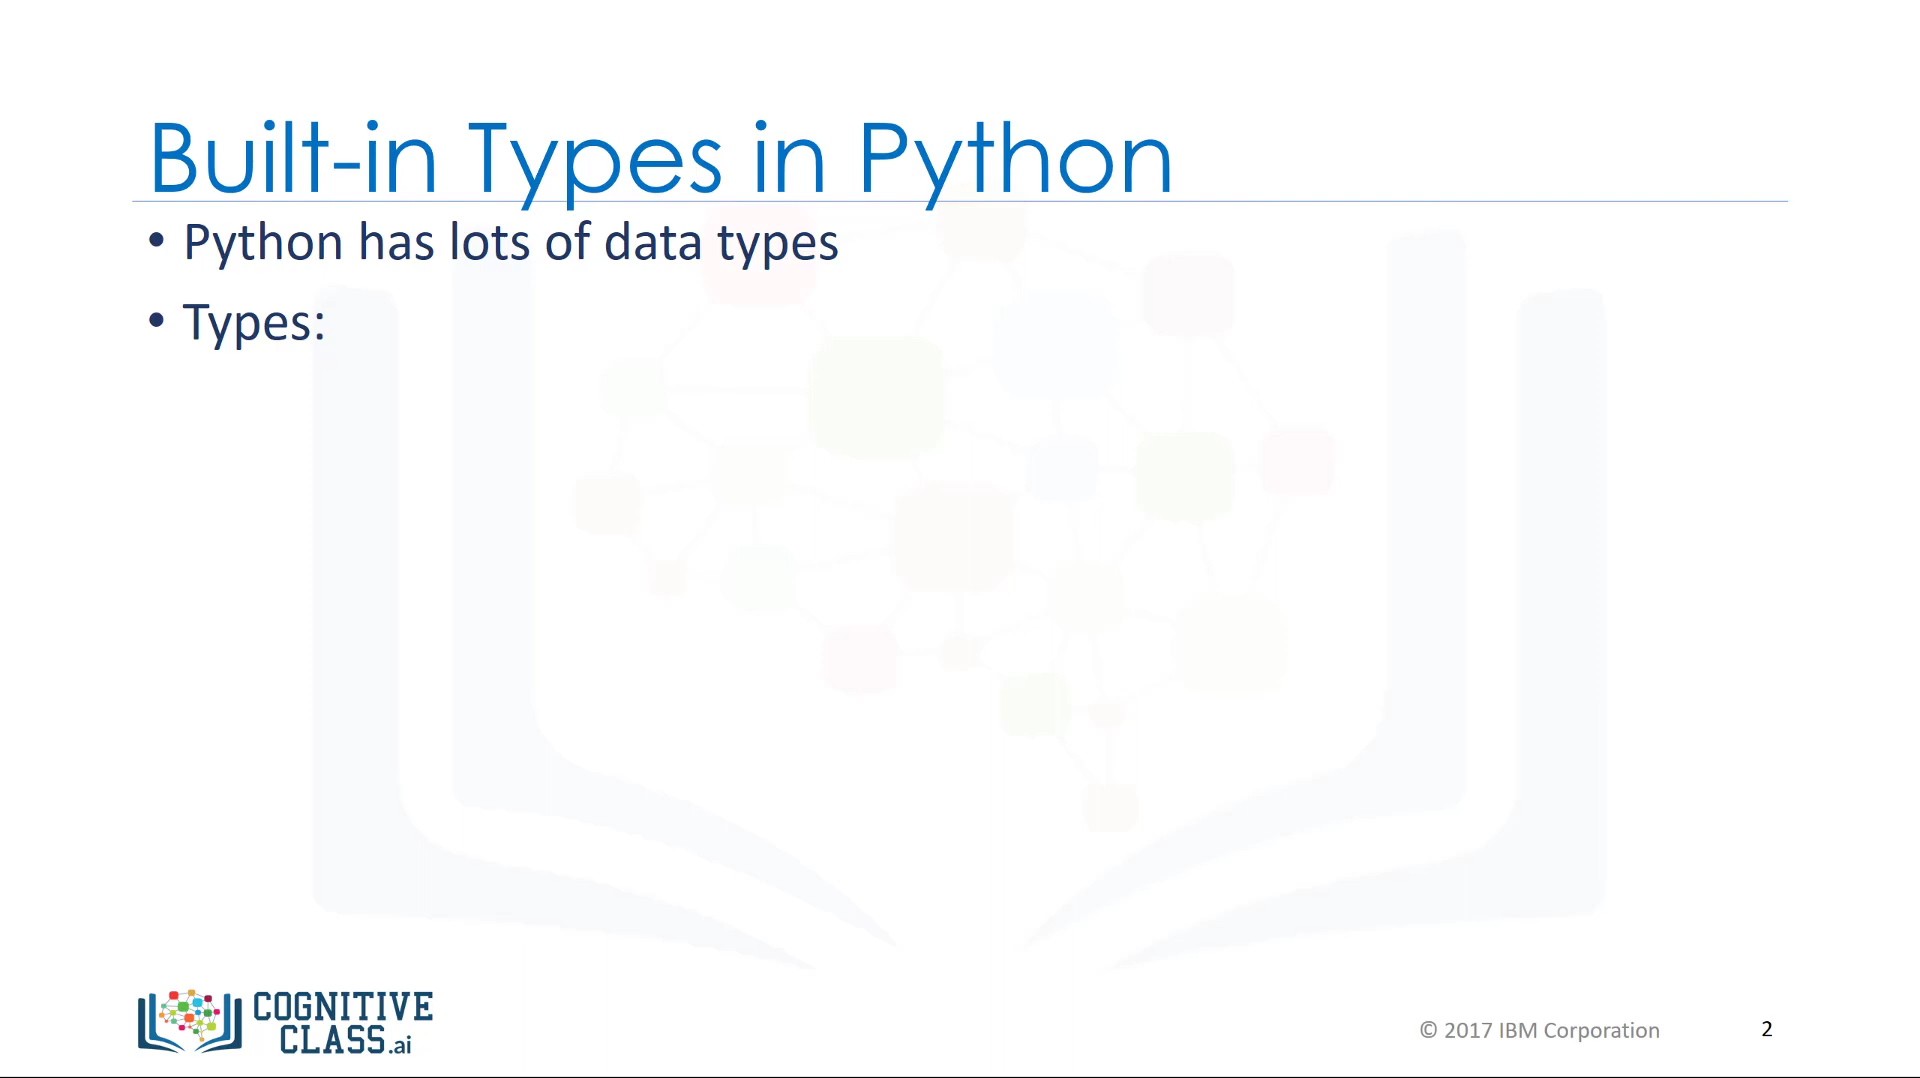 Built-in Types in Python
• Python has lots of data types
• Types:
COGNITIVE
CLASS.ai
© 2017 IBM Corporation
2